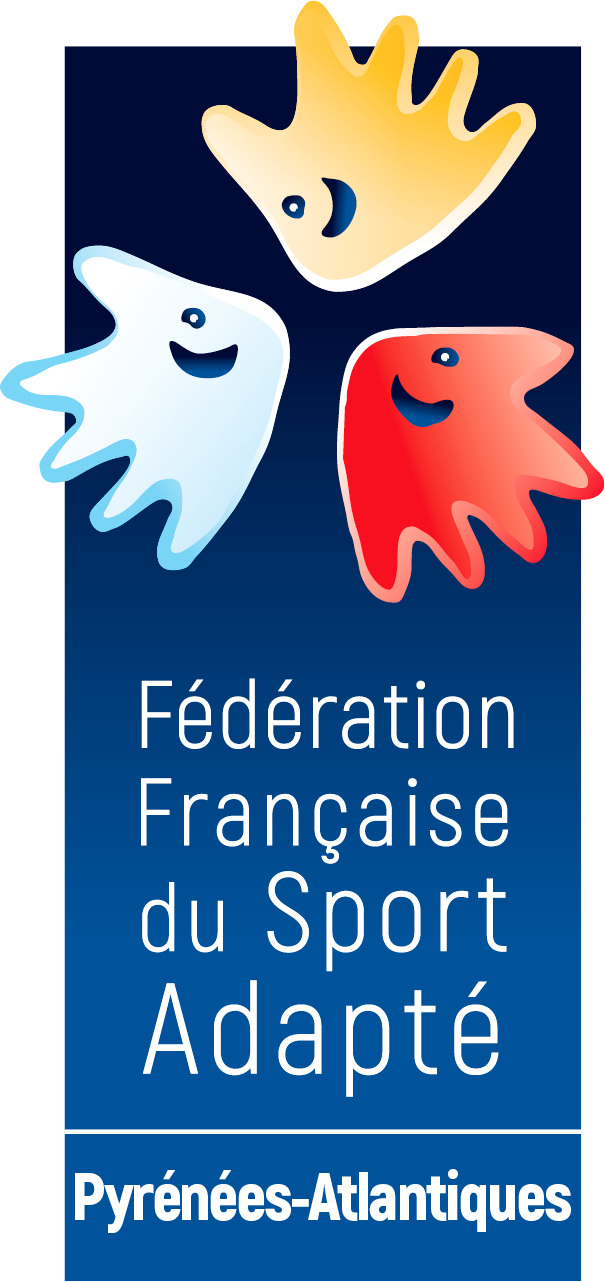 Fédération
Française
du Sport
Adapté
Pyrénées-Atlantiques